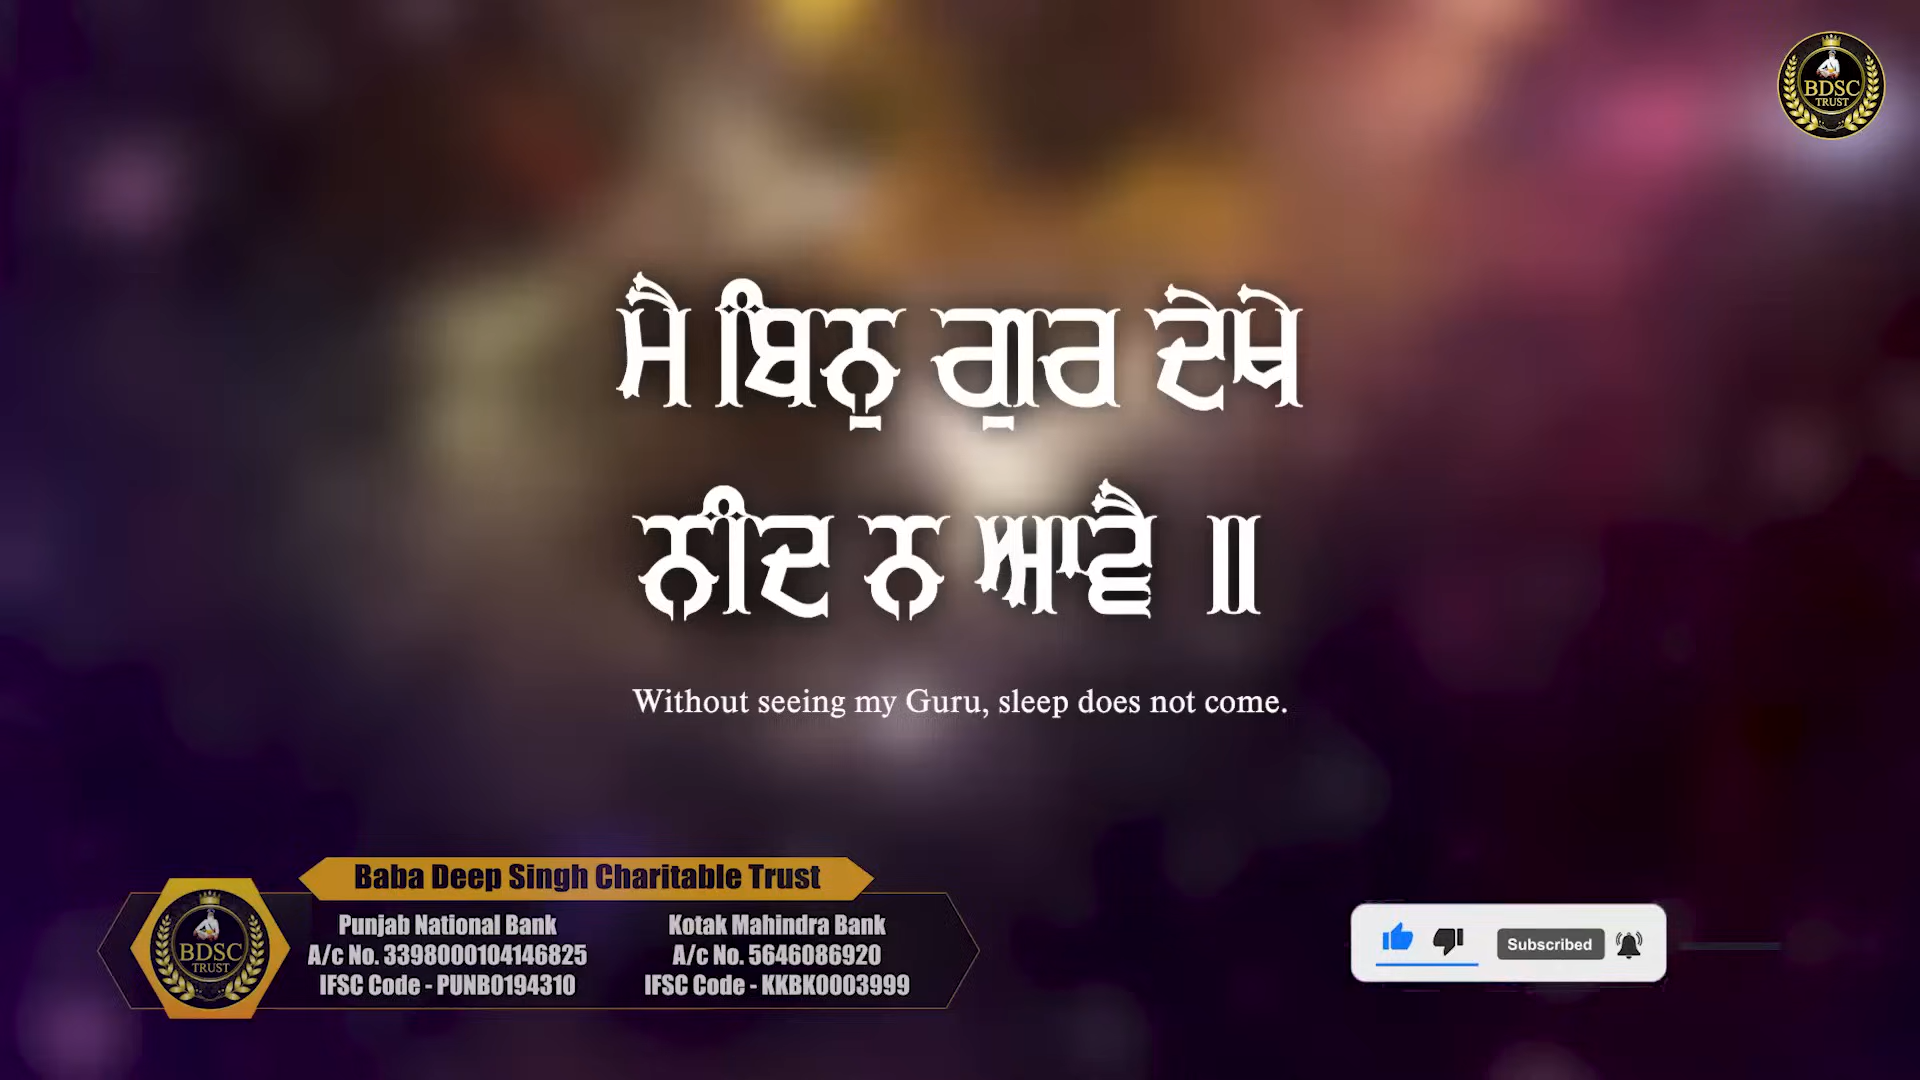 BDSC
TRUST
ਮੈ ਬਿਨੁ ਗੁਰ ਦੇਖੇ
ਨੀਂਦ ਨ ਆਵੈ ॥
Without seeing my Guru, sleep does not come.
Baba Deep Singh Charitable Trust
BDSC
TRUST
Punjab National Bank
A/c No. 3398000104146825
IFSC Code - PUNB0194310
Kotak Mahindra Bank
A/c No. 5646086920
IFSC Code - KKBK0003999
Subscribed